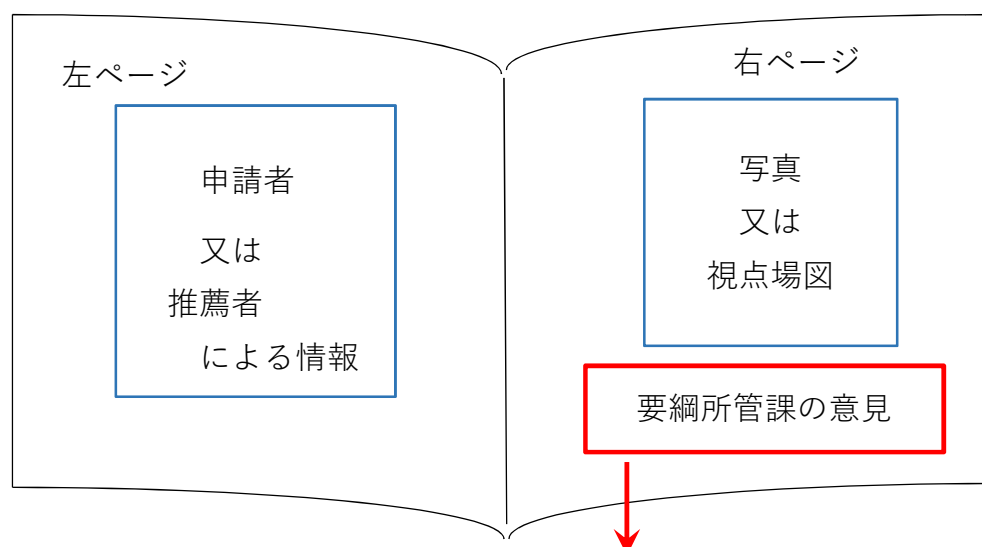 左ページ
申請者
又は
推薦者
による情報
右ページ
写真
又は
視点場図
要綱所管課の意見